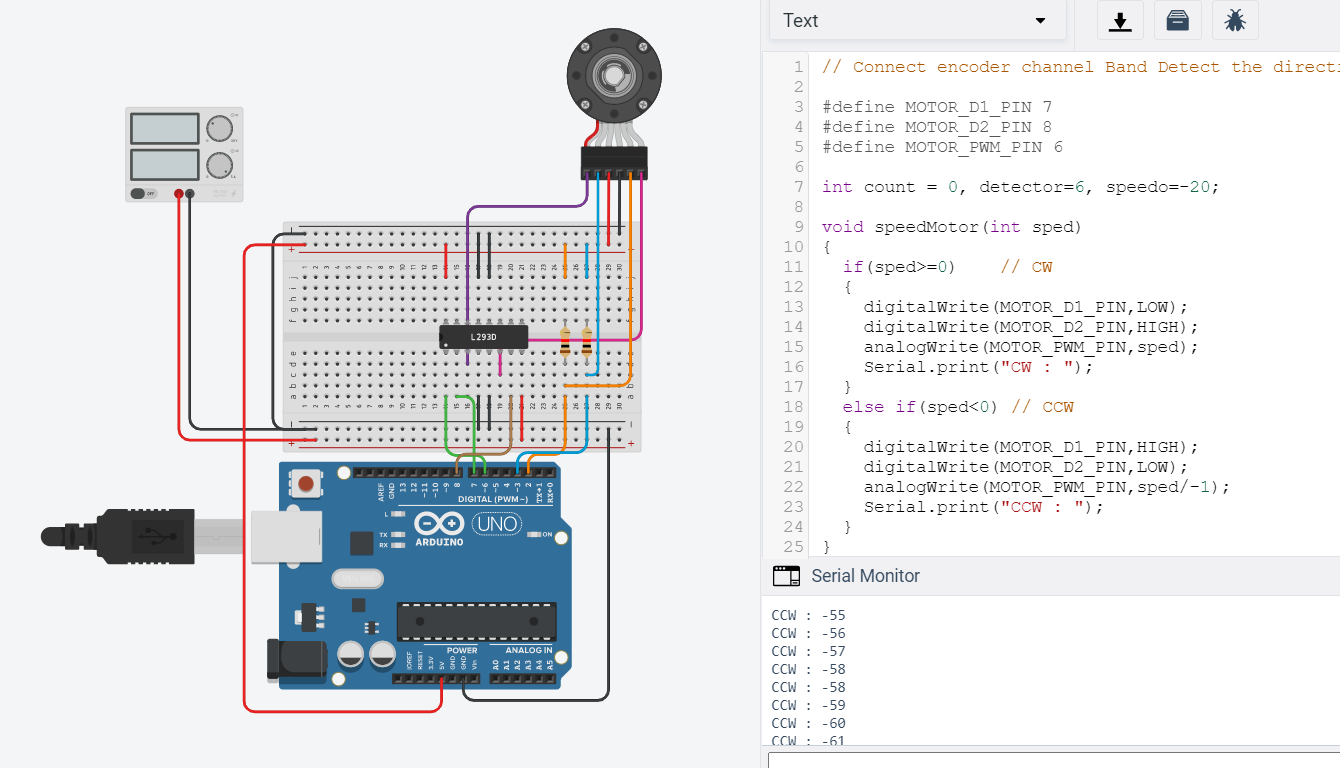 Text
1 // Connect encoder channel Band Detect the directi
2
3 #define MOTOR_D1_PIN 7
4 #define MOTOR_D2_PIN 8
5 #define MOTOR_PWM_PIN 6
6
7 int count = 0, detector=6, speedo=-20;
8
9 void speedMotor(int sped)
10 {
11 if(sped>=0) // CW
12 {
13 digitalWrite(MOTOR_D1_PIN,LOW);
14 digitalWrite(MOTOR_D2_PIN,HIGH);
15 analogWrite(MOTOR_PWM_PIN,sped);
16 Serial.print("CW : ");
17 }
18 else if(sped<0) // CCW
19 {
20 digitalWrite(MOTOR_D1_PIN,HIGH);
21 digitalWrite(MOTOR_D2_PIN,LOW);
22 analogWrite(MOTOR_PWM_PIN,sped/-1);
23 Serial.print("CCW : ");
24 }
25 }
Serial Monitor
CCW : -55
CCW : -56
CCW : -57
CCW : -58
CCW : -58
CCW : -59
CCW : -60
CCW : -61
OFF
L293D
AREF
GND
13
12
~11
~10
~9
8
7
~6
~5
4
~3
2
TX→1
RX←0
DIGITAL (PWM~)
L
TX
RX
ARDUINO
UNO
ON
POWER
ANALOG IN
IOREF
RESET
3.3V
5V
GND
GND
Vin
A0
A1
A2
A3
A4
A5